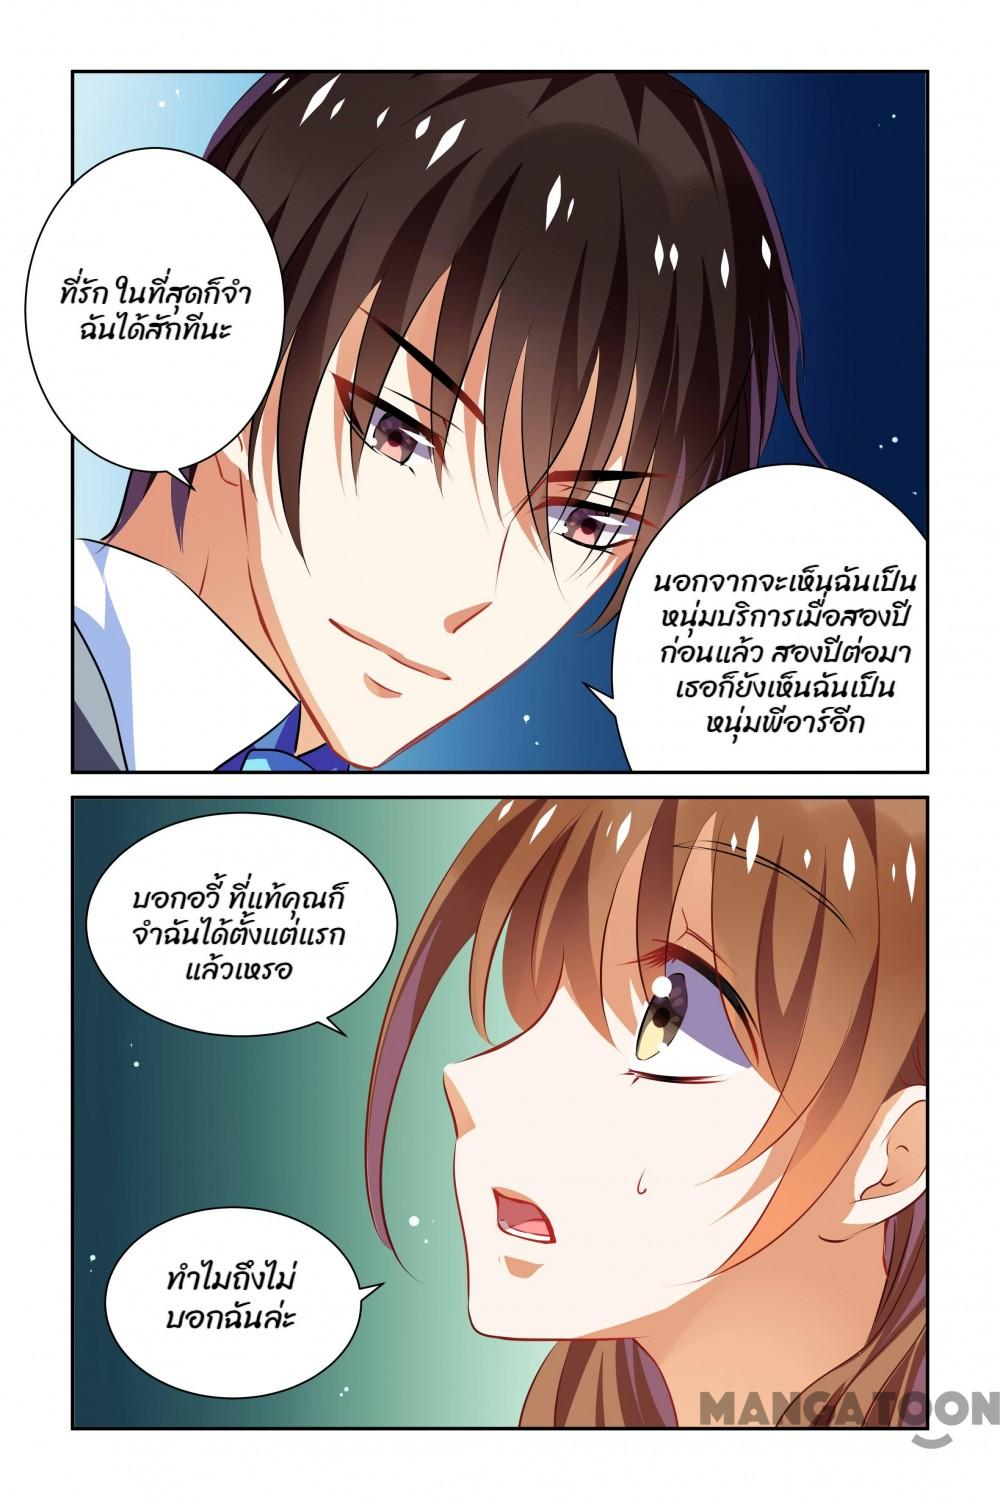 ที่รัก ในที่สุดก็จำ
ฉันได้สักทีนะ
นอกจากจะเห็นฉันเป็น
หนุ่มบริการเมื่อสองปี
ก่อนแล้ว สองปีต่อมา
เธอก็ยังเห็นฉันเป็น
หนุ่มพีอาร์อีก
บอกอวี้ ที่แท้คุณก็
จำฉันได้ตั้งแต่แรก
แล้วเหรอ
ทำไมถึงไม่
บอกฉันล่ะ
MANGATOON